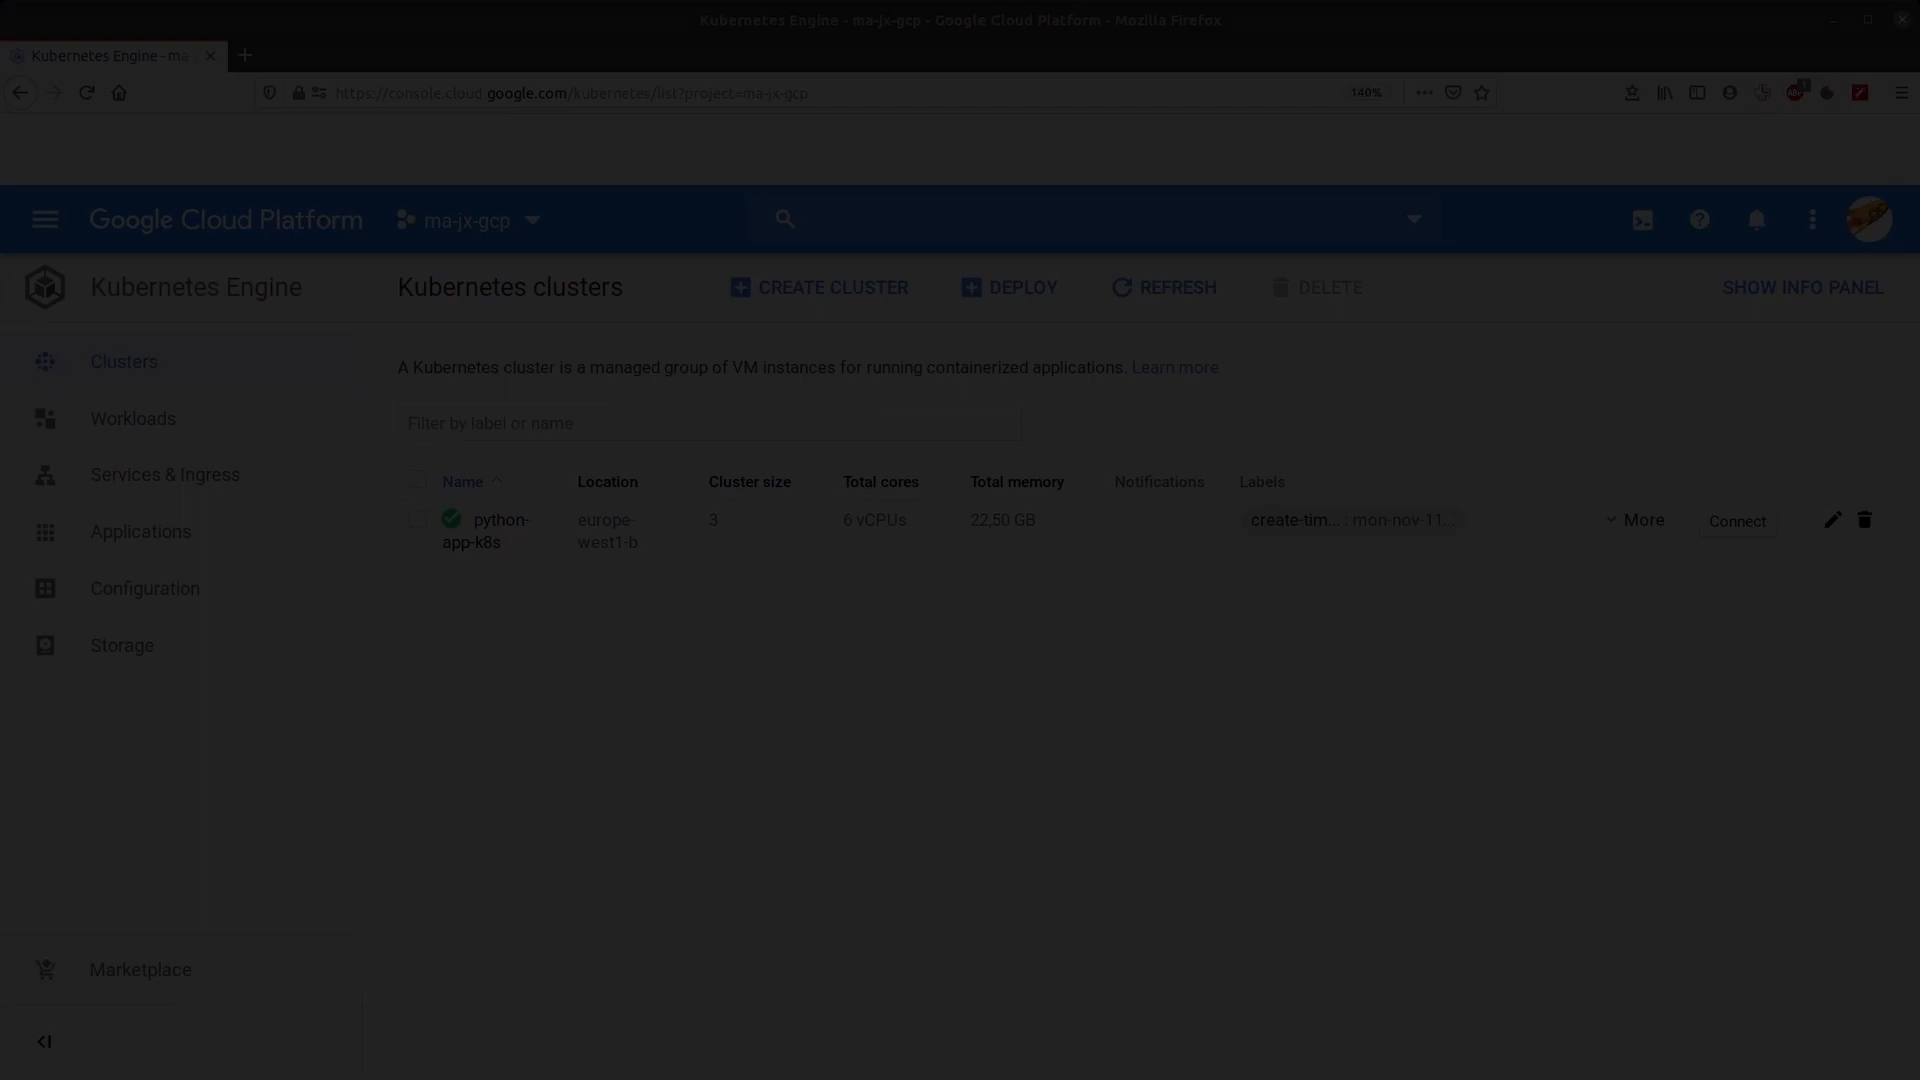 Kubernetes Engine - ma-jx-gcp - Google Cloud Platform - Mozilla Firefox
Kubernetes Engine - ma
https://console.cloud.google.com/kubernetes/list?project=ma-jx-gcp
140%
ABP
1
Google Cloud Platform
ma-jx-gcp
Kubernetes Engine
Kubernetes clusters
CREATE CLUSTER
DEPLOY
REFRESH
DELETE
SHOW INFO PANEL
Clusters
Workloads
Services & Ingress
Applications
Configuration
Storage
Marketplace
A Kubernetes cluster is a managed group of VM instances for running containerized applications. Learn more
Filter by label or name
Name Location Cluster size Total cores Total memory Notifications Labels
python-app-k8s europe-west1-b 3 6 vCPUs 22,50 GB create-tim... : mon-nov-11... More Connect